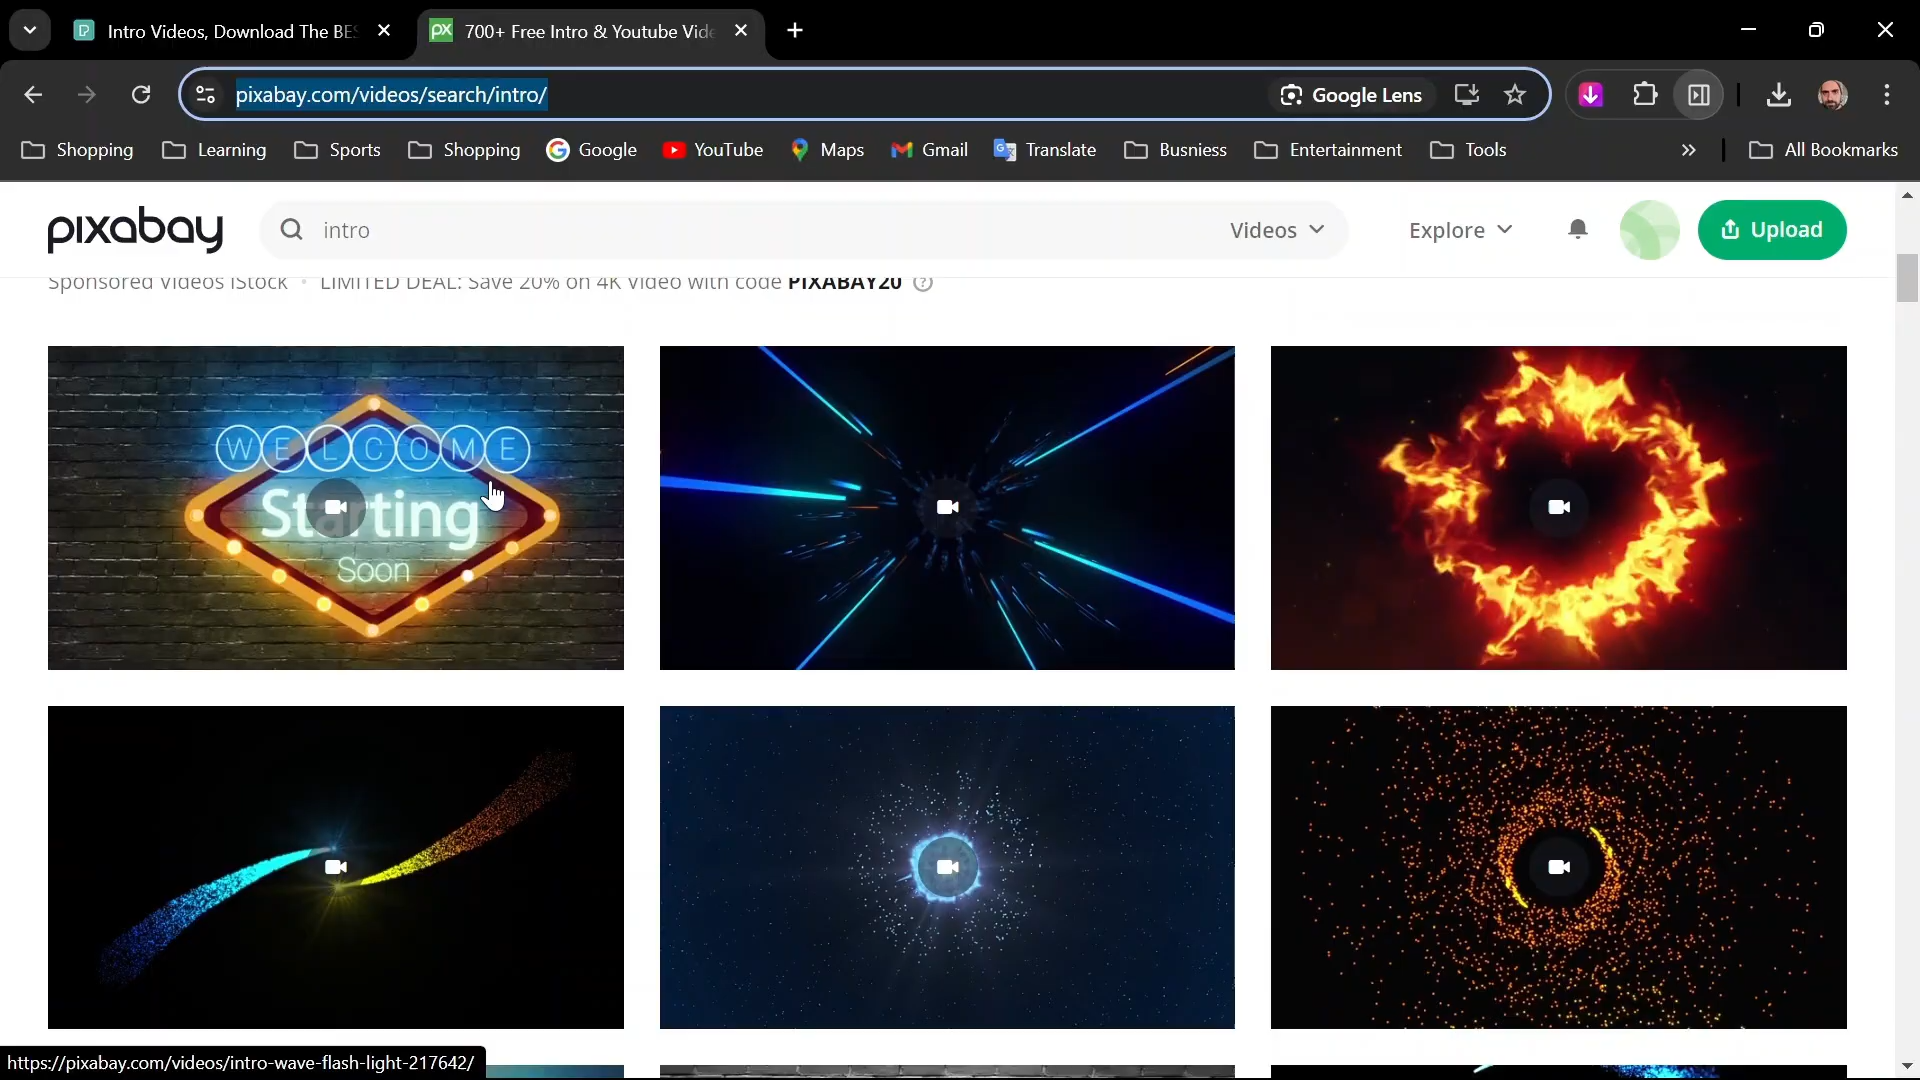 Intro Videos, Download The BES
700+ Free Intro & Youtube Vide
pixabay.com/videos/search/intro/
Google Lens
Shopping
Learning
Sports
Shopping
Google
YouTube
Maps
Gmail
Translate
Busniess
Entertainment
Tools
All Bookmarks
pixabay
intro
Videos
Explore
Upload
Sponsored Videos iStock • LIMITED DEAL: Save 20% on 4K Video with code PIXABAY20
WELCOME
Starting
Soon
https://pixabay.com/videos/intro-wave-flash-light-217642/